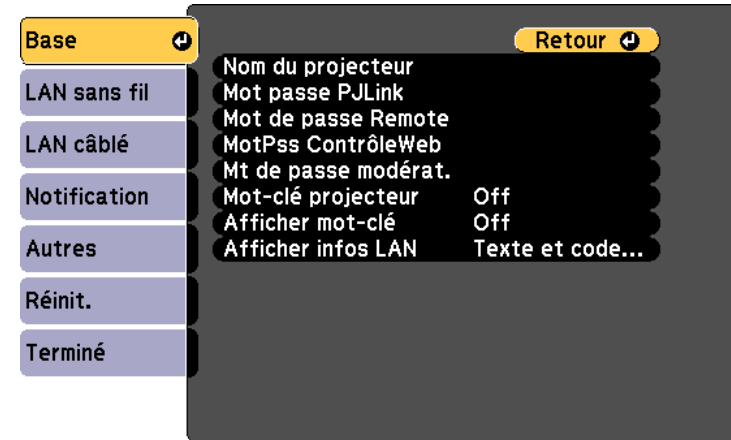 Base
LAN sans fil
LAN câblé
Notification
Autres
Réinit.
Terminé
Retour
Nom du projecteur
Mot passe PJLink
Mot de passe Remote
MotPss ContrôleWeb
Mt de passe modérat.
Mot-clé projecteur Off
Afficher mot-clé Off
Afficher infos LAN Texte et code...